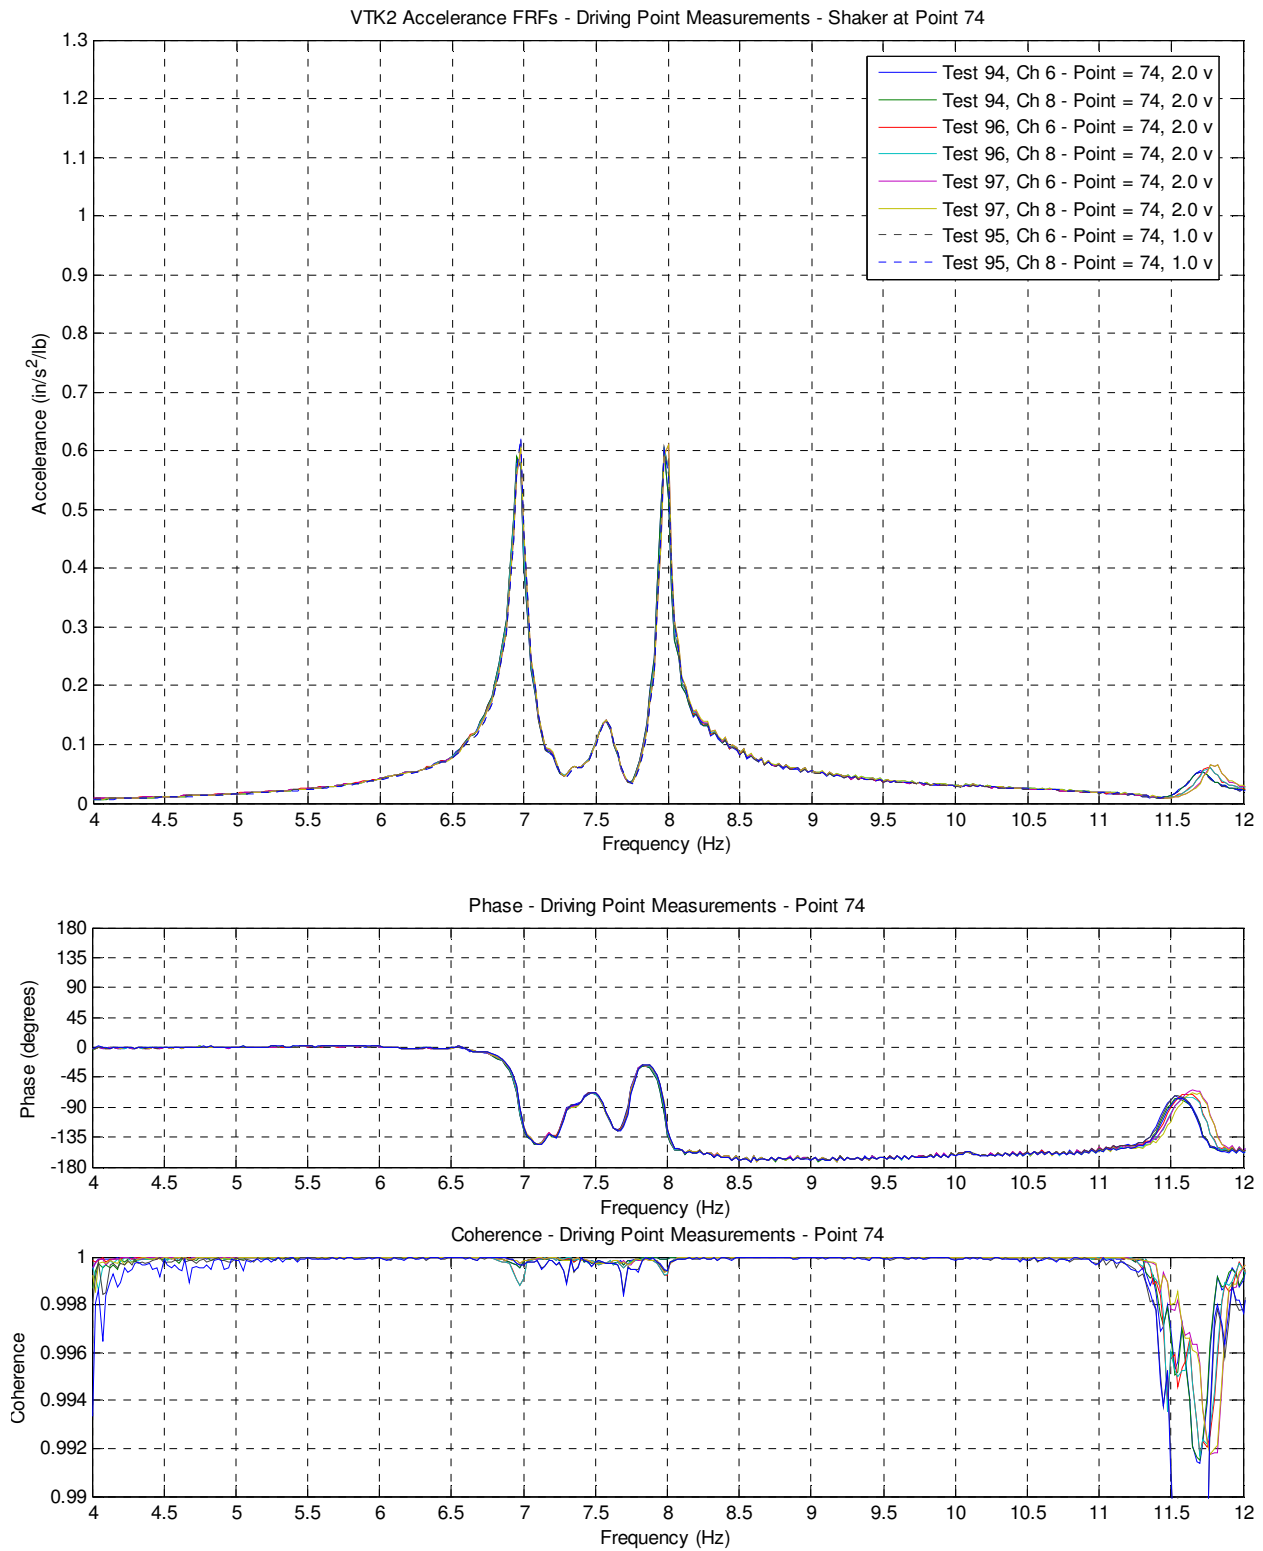 VTK2 Accelerance FRFs - Driving Point Measurements - Shaker at Point 74
1.3
1.2
1.1
1
0.9
0.8
0.7
0.6
0.5
0.4
0.3
0.2
0.1
0
Accelerance (in/s²/lb)
Test 94, Ch 6 - Point = 74, 2.0 v
Test 94, Ch 8 - Point = 74, 2.0 v
Test 96, Ch 6 - Point = 74, 2.0 v
Test 96, Ch 8 - Point = 74, 2.0 v
Test 97, Ch 6 - Point = 74, 2.0 v
Test 97, Ch 8 - Point = 74, 2.0 v
Test 95, Ch 6 - Point = 74, 1.0 v
Test 95, Ch 8 - Point = 74, 1.0 v
4 4.5 5 5.5 6 6.5 7 7.5 8 8.5 9 9.5 10 10.5 11 11.5 12
Frequency (Hz)
Phase - Driving Point Measurements - Point 74
180
135
90
45
0
-45
-90
-135
-180
Phase (degrees)
4 4.5 5 5.5 6 6.5 7 7.5 8 8.5 9 9.5 10 10.5 11 11.5 12
Frequency (Hz)
Coherence - Driving Point Measurements - Point 74
1
0.998
0.996
0.994
0.992
0.99
Coherence
4 4.5 5 5.5 6 6.5 7 7.5 8 8.5 9 9.5 10 10.5 11 11.5 12
Frequency (Hz)